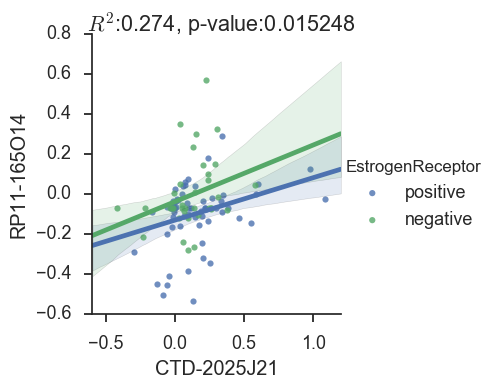 R²:0.274, p-value:0.015248
0.8
0.6
0.4
0.2
0.0
−0.2
−0.4
−0.6
RP11-165O14
−0.5 0.0 0.5 1.0
CTD-2025J21
EstrogenReceptor
positive
negative